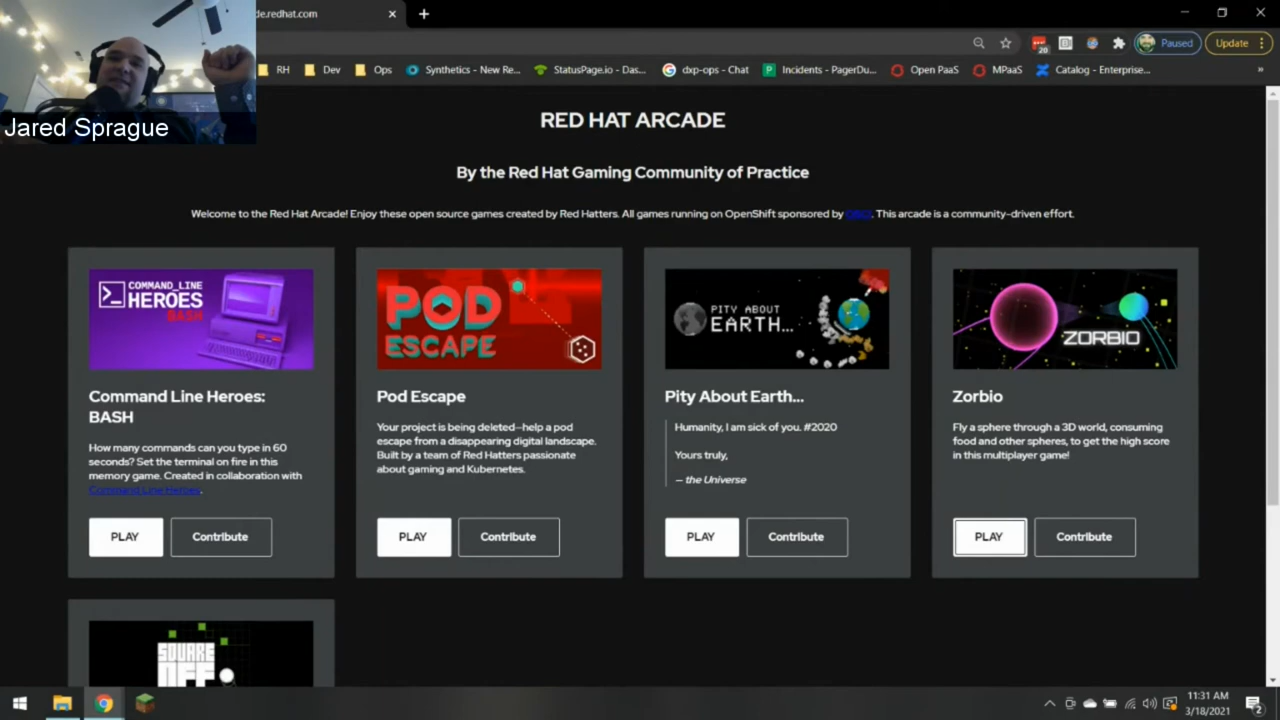 de.redhat.com
20
Paused
Update
RH
Dev
Ops
Synthetics - New Re...
StatusPage.io - Das...
dxp-ops - Chat
Incidents - PagerDu...
Open PaaS
MPaaS
Catalog - Enterprise...
Jared Sprague
RED HAT ARCADE
By the Red Hat Gaming Community of Practice
Welcome to the Red Hat Arcade! Enjoy these open source games created by Red Hatters. All games running on OpenShift sponsored by . This arcade is a community-driven effort.
COMMAND_LINE
HEROES
BASH
Command Line Heroes:
BASH
How many commands can you type in 60
seconds? Set the terminal on fire in this
memory game. Created in collaboration with
Command Line Heroes.
PLAY
Contribute
POD
ESCAPE
Pod Escape
Your project is being deleted—help a pod
escape from a disappearing digital landscape.
Built by a team of Red Hatters passionate
about gaming and Kubernetes.
PLAY
Contribute
PITY ABOUT
EARTH...
Pity About Earth...
Humanity, I am sick of you. #2020
Yours truly,
— the Universe
PLAY
Contribute
ZORBIO
Zorbio
Fly a sphere through a 3D world, consuming
food and other spheres, to get the high score
in this multiplayer game!
PLAY
Contribute
SQUARE
OFF
11:31 AM
3/18/2021
2